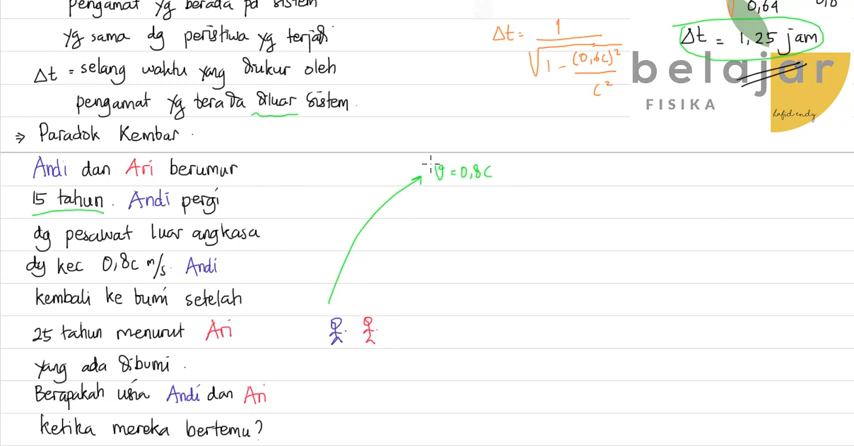 pengamat yg berada pd sistem
yg sama dg peristiwa yg terjadi
Δt = selang waktu yang diukur oleh
pengamat yg berada diluar sistem.
Δt = 1 / √(1 - (0,6c)² / c²)
0,64
Δt = 1,25 jam
belajar
FISIKA
hafid endy
⇒ Paradok Kembar.
Andi dan Ari berumur
15 tahun. Andi pergi
dg pesawat luar angkasa
dg kec 0,8c m/s. Andi
kembali ke bumi setelah
25 tahun menurut Ari
yang ada dibumi.
Berapakah usia Andi dan Ari
ketika mereka bertemu?
v = 0,8c